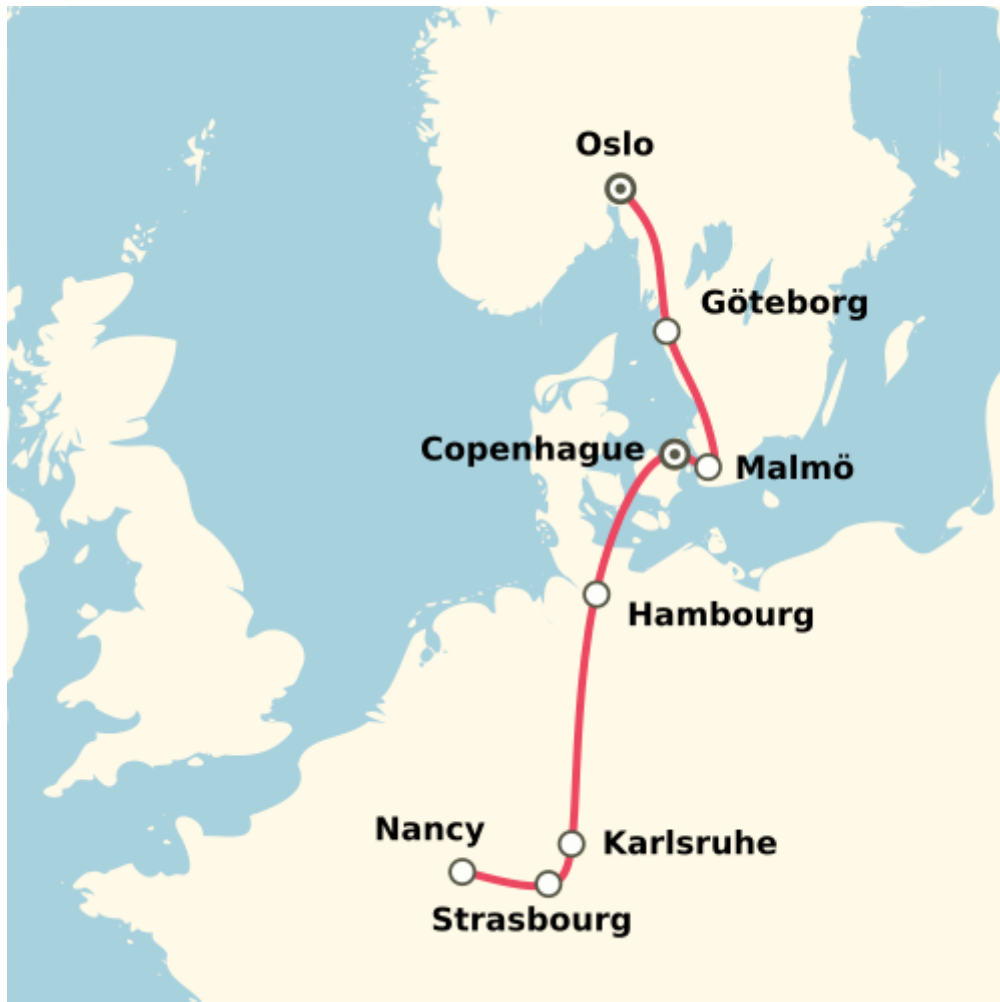 Oslo
Göteborg
Copenhague
Malmö
Hambourg
Nancy
Karlsruhe
Strasbourg